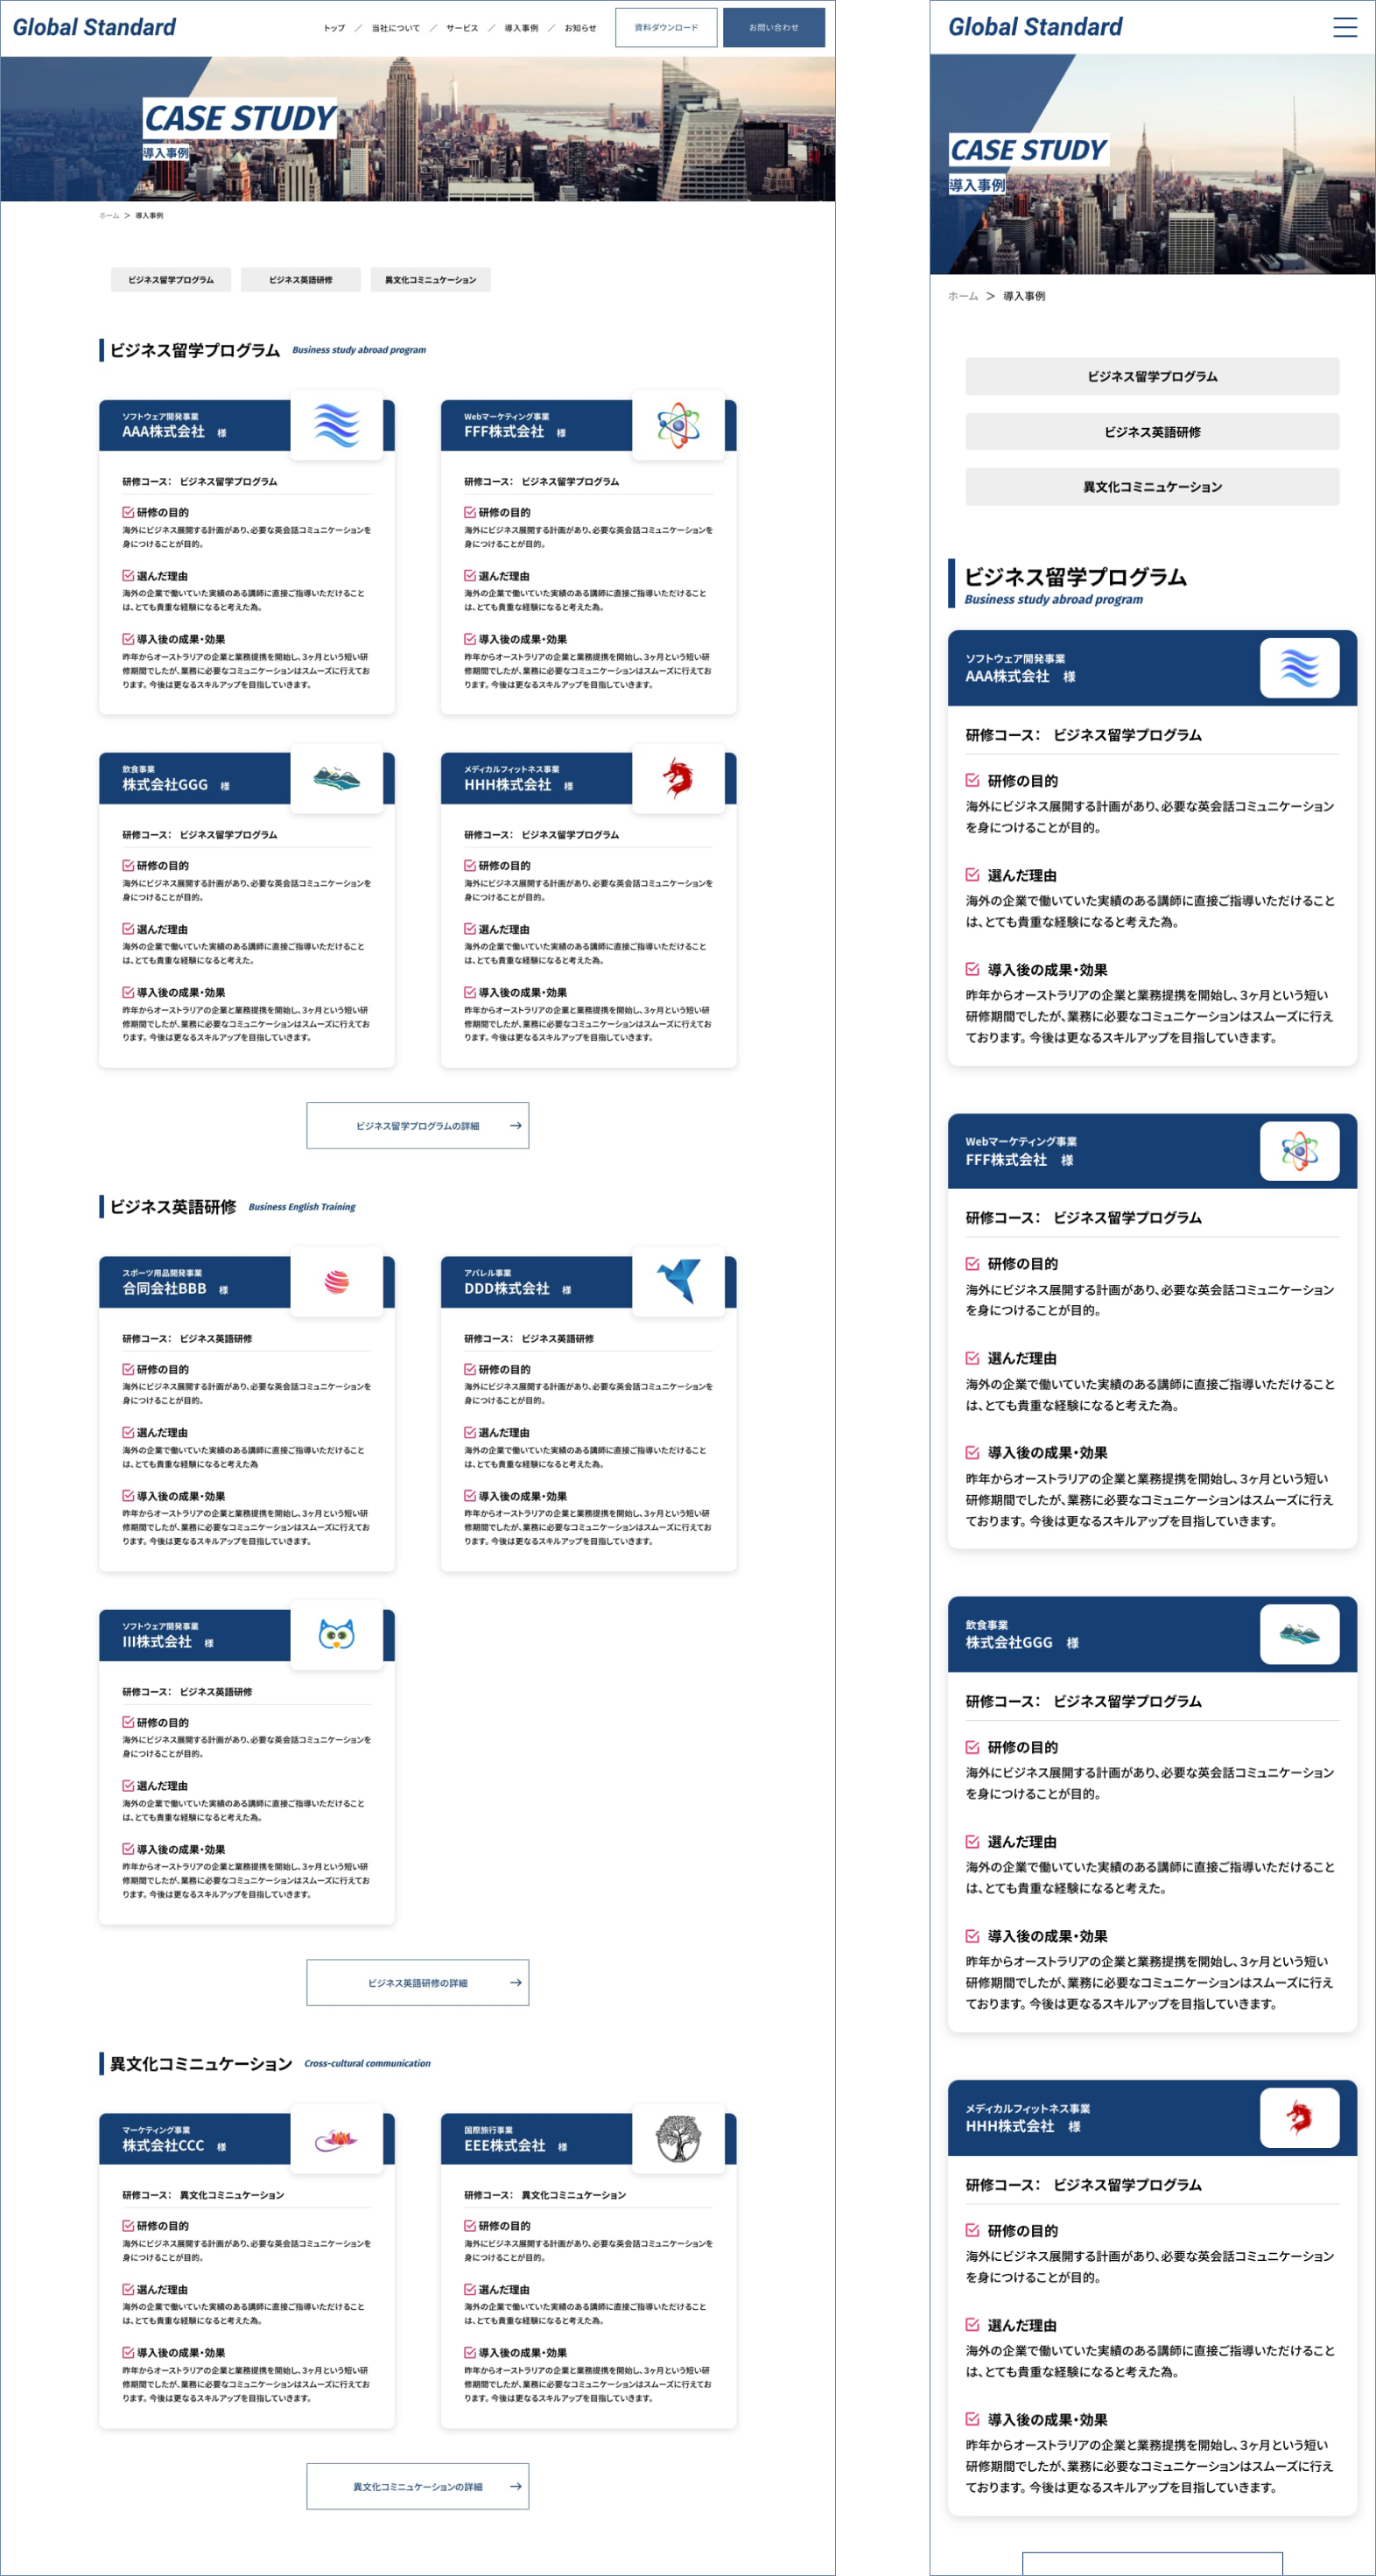 Global Standard
トップ ／ 当社について ／ サービス ／ 導入事例 ／ お知らせ
資料ダウンロード
お問い合わせ
CASE STUDY
導入事例
ホーム ＞ 導入事例
ビジネス留学プログラム
ビジネス英語研修
異文化コミニュケーション
ビジネス留学プログラム Business study abroad program
ソフトウェア開発事業
AAA株式会社 様
研修コース： ビジネス留学プログラム
研修の目的
海外にビジネス展開する計画があり、必要な英会話コミュニケーションを
身につけることが目的。
選んだ理由
海外の企業で働いていた実績のある講師に直接ご指導いただけること
は、とても貴重な経験になると考えた為。
導入後の成果・効果
昨年からオーストラリアの企業と業務提携を開始し、3ヶ月という短い研
修期間でしたが、業務に必要なコミュニケーションはスムーズに行えてお
ります。今後は更なるスキルアップを目指していきます。
Webマーケティング事業
FFF株式会社 様
研修コース： ビジネス留学プログラム
研修の目的
海外にビジネス展開する計画があり、必要な英会話コミュニケーションを
身につけることが目的。
選んだ理由
海外の企業で働いていた実績のある講師に直接ご指導いただけること
は、とても貴重な経験になると考えた為。
導入後の成果・効果
昨年からオーストラリアの企業と業務提携を開始し、3ヶ月という短い研
修期間でしたが、業務に必要なコミュニケーションはスムーズに行えてお
ります。今後は更なるスキルアップを目指していきます。
飲食事業
株式会社GGG 様
研修コース： ビジネス留学プログラム
研修の目的
海外にビジネス展開する計画があり、必要な英会話コミュニケーションを
身につけることが目的。
選んだ理由
海外の企業で働いていた実績のある講師に直接ご指導いただけること
は、とても貴重な経験になると考えた。
導入後の成果・効果
昨年からオーストラリアの企業と業務提携を開始し、3ヶ月という短い研
修期間でしたが、業務に必要なコミュニケーションはスムーズに行えてお
ります。今後は更なるスキルアップを目指していきます。
メディカルフィットネス事業
HHH株式会社 様
研修コース： ビジネス留学プログラム
研修の目的
海外にビジネス展開する計画があり、必要な英会話コミュニケーションを
身につけることが目的。
選んだ理由
海外の企業で働いていた実績のある講師に直接ご指導いただけること
は、とても貴重な経験になると考えた為。
導入後の成果・効果
昨年からオーストラリアの企業と業務提携を開始し、3ヶ月という短い研
修期間でしたが、業務に必要なコミュニケーションはスムーズに行えてお
ります。今後は更なるスキルアップを目指していきます。
ビジネス留学プログラムの詳細
ビジネス英語研修 Business English Training
スポーツ用品開発事業
合同会社BBB 様
研修コース： ビジネス英語研修
研修の目的
海外にビジネス展開する計画があり、必要な英会話コミュニケーションを
身につけることが目的。
選んだ理由
海外の企業で働いていた実績のある講師に直接ご指導いただけること
は、とても貴重な経験になると考えた為
導入後の成果・効果
昨年からオーストラリアの企業と業務提携を開始し、3ヶ月という短い研
修期間でしたが、業務に必要なコミュニケーションはスムーズに行えてお
ります。今後は更なるスキルアップを目指していきます。
アパレル事業
DDD株式会社 様
研修コース： ビジネス英語研修
研修の目的
海外にビジネス展開する計画があり、必要な英会話コミュニケーションを
身につけることが目的。
選んだ理由
海外の企業で働いていた実績のある講師に直接ご指導いただけること
は、とても貴重な経験になると考えた為。
導入後の成果・効果
昨年からオーストラリアの企業と業務提携を開始し、3ヶ月という短い研
修期間でしたが、業務に必要なコミュニケーションはスムーズに行えてお
ります。今後は更なるスキルアップを目指していきます。
ソフトウェア開発事業
III株式会社 様
研修コース： ビジネス英語研修
研修の目的
海外にビジネス展開する計画があり、必要な英会話コミュニケーションを
身につけることが目的。
選んだ理由
海外の企業で働いていた実績のある講師に直接ご指導いただけること
は、とても貴重な経験になると考えた為。
導入後の成果・効果
昨年からオーストラリアの企業と業務提携を開始し、3ヶ月という短い研
修期間でしたが、業務に必要なコミュニケーションはスムーズに行えてお
ります。今後は更なるスキルアップを目指していきます。
ビジネス英語研修の詳細
異文化コミニュケーション Cross-cultural communication
マーケティング事業
株式会社CCC 様
研修コース： 異文化コミニュケーション
研修の目的
海外にビジネス展開する計画があり、必要な英会話コミュニケーションを
身につけることが目的。
選んだ理由
海外の企業で働いていた実績のある講師に直接ご指導いただけること
は、とても貴重な経験になると考えた為。
導入後の成果・効果
昨年からオーストラリアの企業と業務提携を開始し、3ヶ月という短い研
修期間でしたが、業務に必要なコミュニケーションはスムーズに行えてお
ります。今後は更なるスキルアップを目指していきます。
国際旅行事業
EEE株式会社 様
研修コース： 異文化コミニュケーション
研修の目的
海外にビジネス展開する計画があり、必要な英会話コミュニケーションを
身につけることが目的。
選んだ理由
海外の企業で働いていた実績のある講師に直接ご指導いただけること
は、とても貴重な経験になると考えた為。
導入後の成果・効果
昨年からオーストラリアの企業と業務提携を開始し、3ヶ月という短い研
修期間でしたが、業務に必要なコミュニケーションはスムーズに行えてお
ります。今後は更なるスキルアップを目指していきます。
異文化コミニュケーションの詳細
Global Standard
CASE STUDY
導入事例
ホーム ＞ 導入事例
ビジネス留学プログラム
ビジネス英語研修
異文化コミニュケーション
ビジネス留学プログラム
Business study abroad program
ソフトウェア開発事業
AAA株式会社 様
研修コース： ビジネス留学プログラム
研修の目的
海外にビジネス展開する計画があり、必要な英会話コミュニケーション
を身につけることが目的。
選んだ理由
海外の企業で働いていた実績のある講師に直接ご指導いただけること
は、とても貴重な経験になると考えた為。
導入後の成果・効果
昨年からオーストラリアの企業と業務提携を開始し、3ヶ月という短い
研修期間でしたが、業務に必要なコミュニケーションはスムーズに行え
ております。今後は更なるスキルアップを目指していきます。
Webマーケティング事業
FFF株式会社 様
研修コース： ビジネス留学プログラム
研修の目的
海外にビジネス展開する計画があり、必要な英会話コミュニケーション
を身につけることが目的。
選んだ理由
海外の企業で働いていた実績のある講師に直接ご指導いただけること
は、とても貴重な経験になると考えた為。
導入後の成果・効果
昨年からオーストラリアの企業と業務提携を開始し、3ヶ月という短い
研修期間でしたが、業務に必要なコミュニケーションはスムーズに行え
ております。今後は更なるスキルアップを目指していきます。
飲食事業
株式会社GGG 様
研修コース： ビジネス留学プログラム
研修の目的
海外にビジネス展開する計画があり、必要な英会話コミュニケーション
を身につけることが目的。
選んだ理由
海外の企業で働いていた実績のある講師に直接ご指導いただけること
は、とても貴重な経験になると考えた。
導入後の成果・効果
昨年からオーストラリアの企業と業務提携を開始し、3ヶ月という短い
研修期間でしたが、業務に必要なコミュニケーションはスムーズに行え
ております。今後は更なるスキルアップを目指していきます。
メディカルフィットネス事業
HHH株式会社 様
研修コース： ビジネス留学プログラム
研修の目的
海外にビジネス展開する計画があり、必要な英会話コミュニケーション
を身につけることが目的。
選んだ理由
海外の企業で働いていた実績のある講師に直接ご指導いただけること
は、とても貴重な経験になると考えた為。
導入後の成果・効果
昨年からオーストラリアの企業と業務提携を開始し、3ヶ月という短い
研修期間でしたが、業務に必要なコミュニケーションはスムーズに行え
ております。今後は更なるスキルアップを目指していきます。